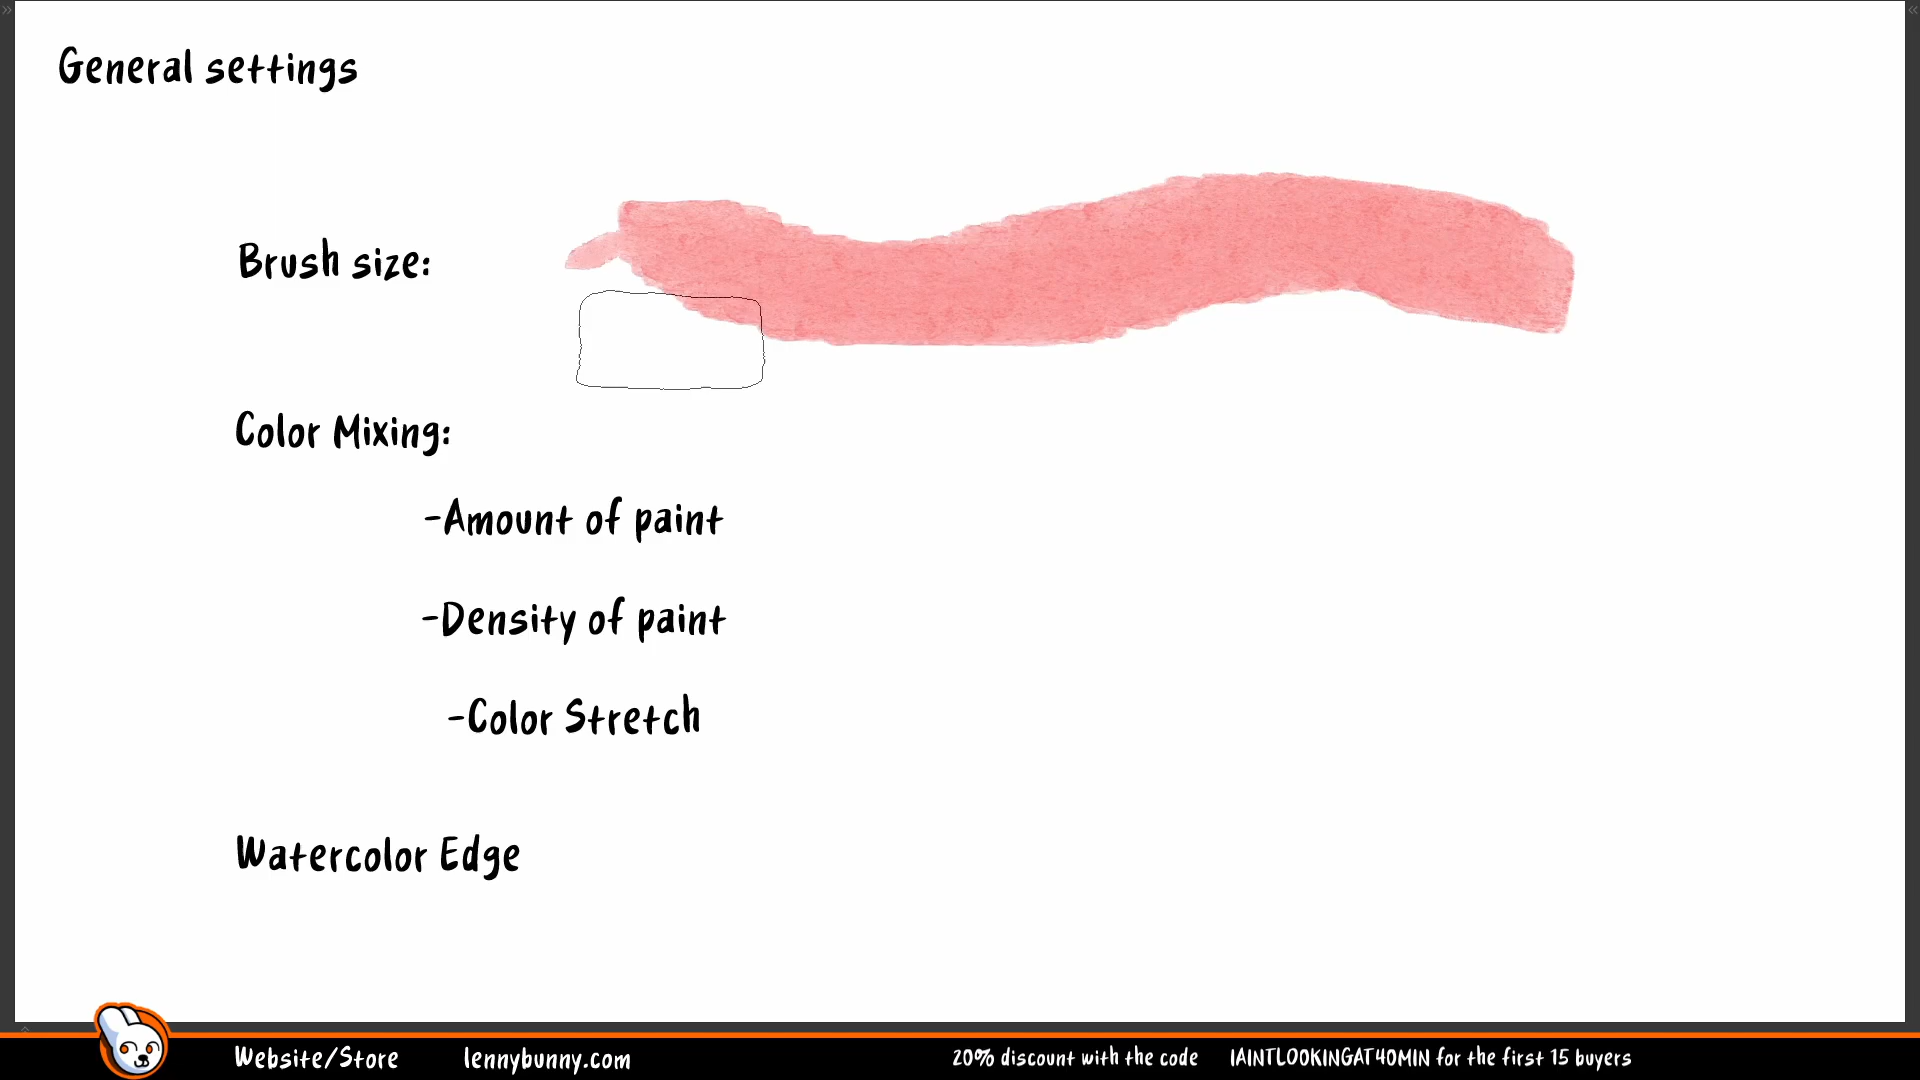 General settings
Brush size:
Color Mixing:
-Amount of paint
-Density of paint
-Color Stretch
Watercolor Edge
Website/Store lennybunny.com 20% discount with the code IAINTLOOKINGAT40MIN for the first 15 buyers